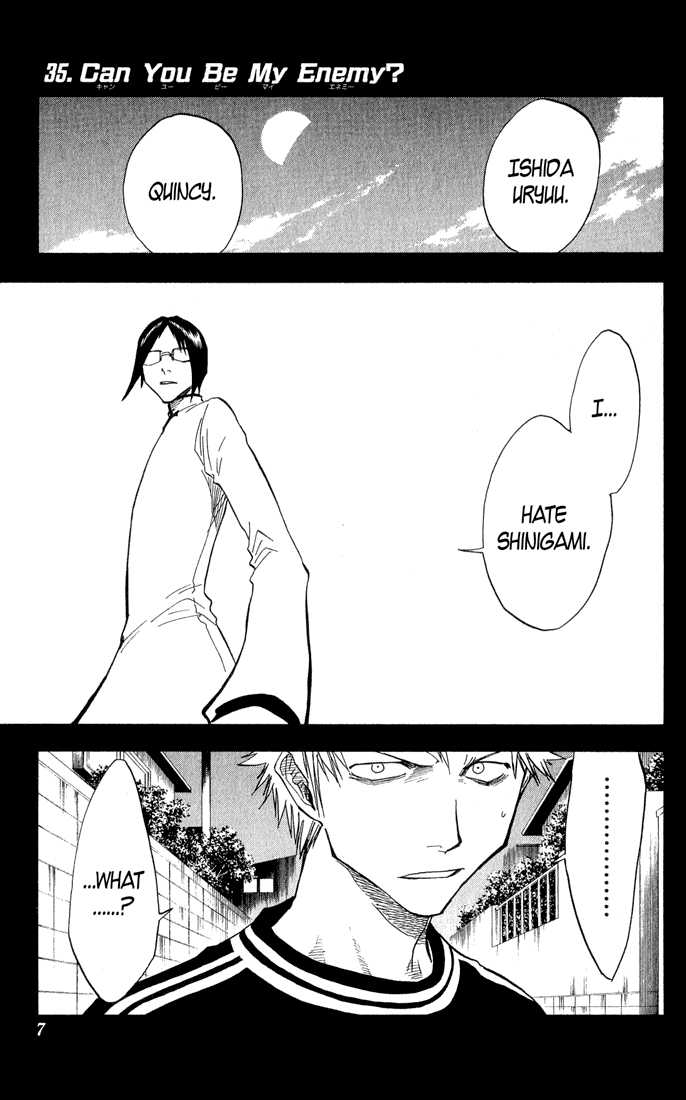 35. Can You Be My Enemy?
キャン ユー ビー マイ エネミー
ISHIDA
URYUU.
QUINCY.
I...
HATE
SHINIGAMI.
............
...WHAT
......?
7